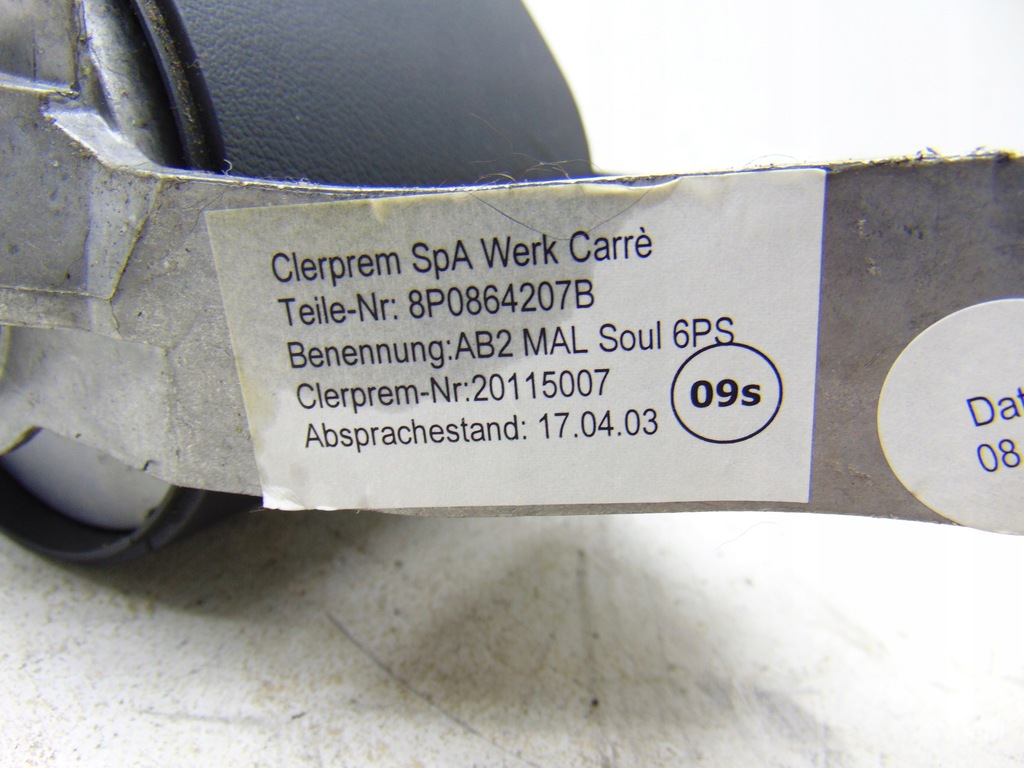 Clerprem SpA Werk Carrè
Teile-Nr: 8P0864207B
Benennung:AB2 MAL Soul 6PS
Clerprem-Nr:20115007
Absprachestand: 17.04.03
09s
Dat
08.